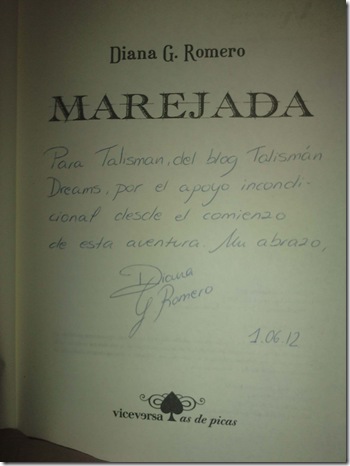 Diana G. Romero
MAREJADA
Para Talisman, del blog Talismán
Dreams, por el apoyo incondi-
cional desde el comienzo
de esta aventura. Un abrazo,
Diana
G Romero
1.06.12
viceversa as de picas